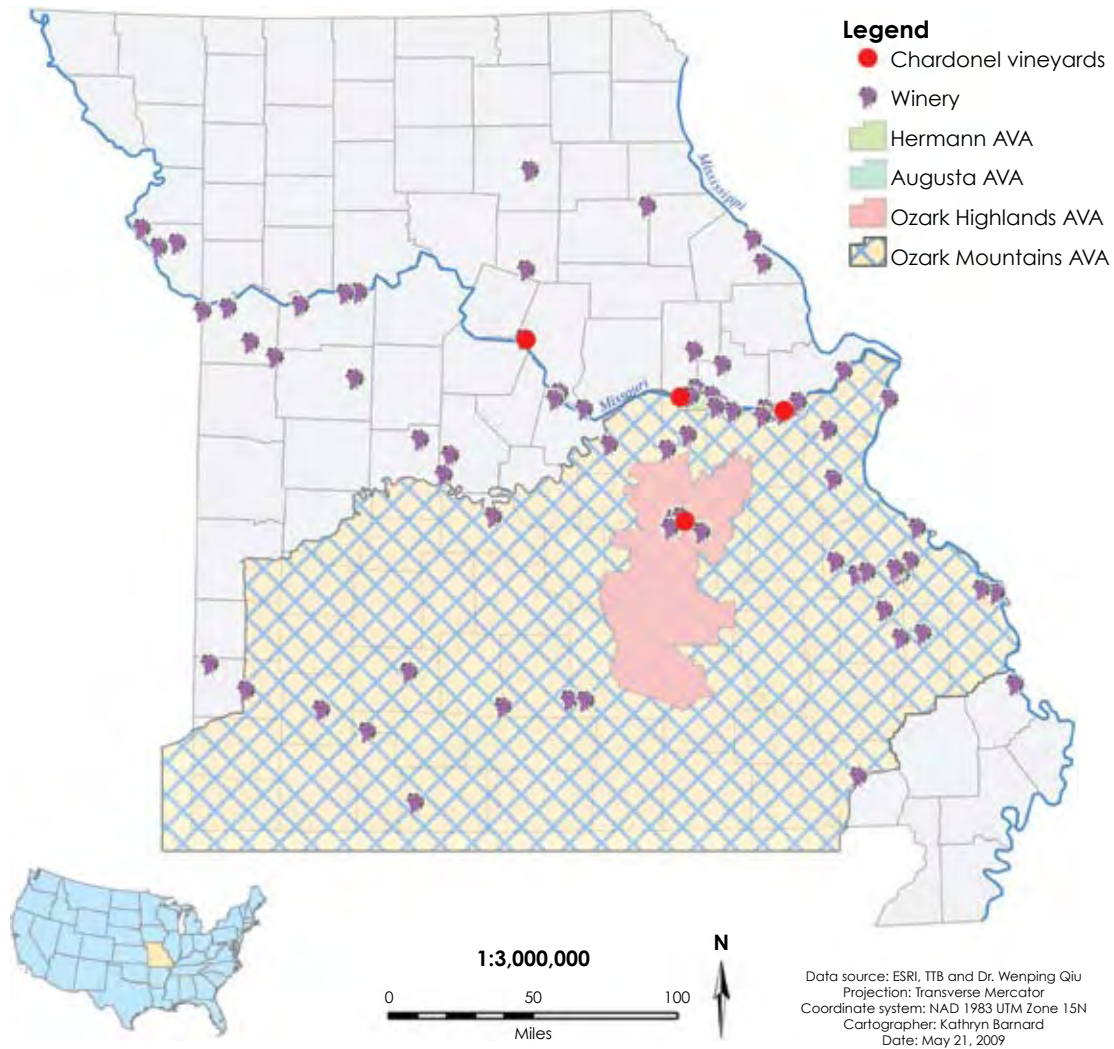 Legend
Chardonel vineyards
Winery
Hermann AVA
Augusta AVA
Ozark Highlands AVA
Ozark Mountains AVA
Mississippi
Missouri
1:3,000,000
0 50 100
Miles
N
Data source: ESRI, TTB and Dr. Wenping Qiu
Projection: Transverse Mercator
Coordinate system: NAD 1983 UTM Zone 15N
Cartographer: Kathryn Barnard
Date: May 21, 2009